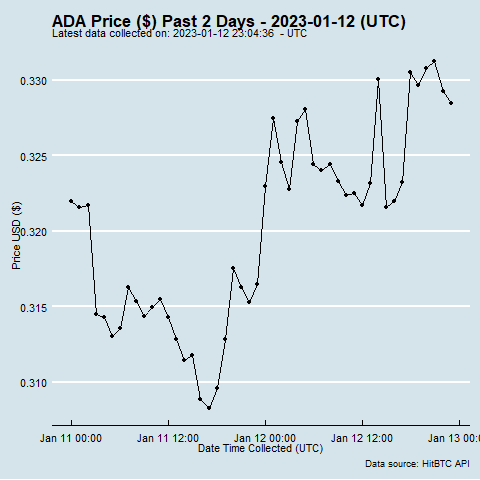 ADA Price ($) Past 2 Days - 2023-01-12 (UTC)
Latest data collected on: 2023-01-12 23:04:36  - UTC
0.330
0.325
0.320
0.315
0.310
Price USD ($)
Jan 11 00:00 Jan 11 12:00 Jan 12 00:00 Jan 12 12:00 Jan 13 00:
Date Time Collected (UTC)
Data source: HitBTC API